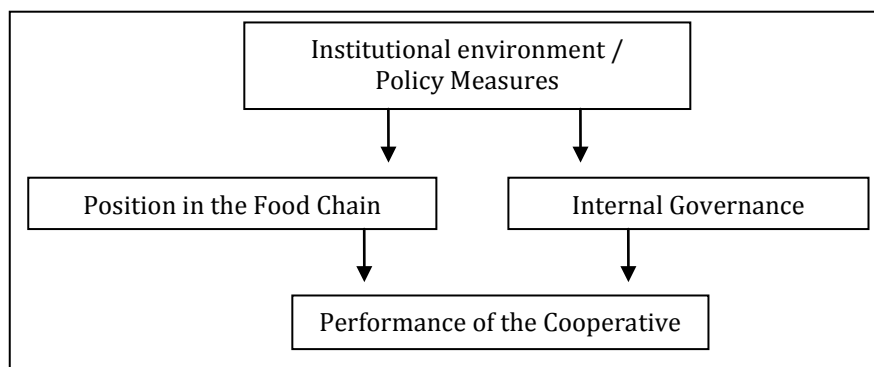 Institutional environment /
Policy Measures
Position in the Food Chain
Internal Governance
Performance of the Cooperative